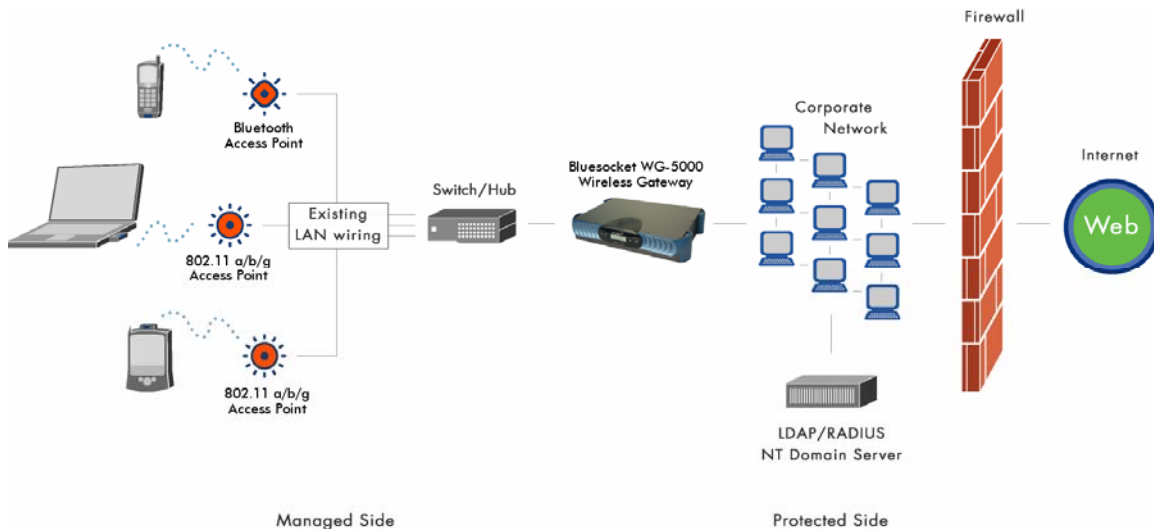 Firewall
Corporate
Network
Bluetooth
Access Point
Bluesocket WG-5000
Wireless Gateway
Internet
Switch/Hub
Existing
LAN wiring
Web
802.11 a/b/g
Access Point
802.11 a/b/g
Access Point
LDAP/RADIUS
NT Domain Server
Managed Side
Protected Side